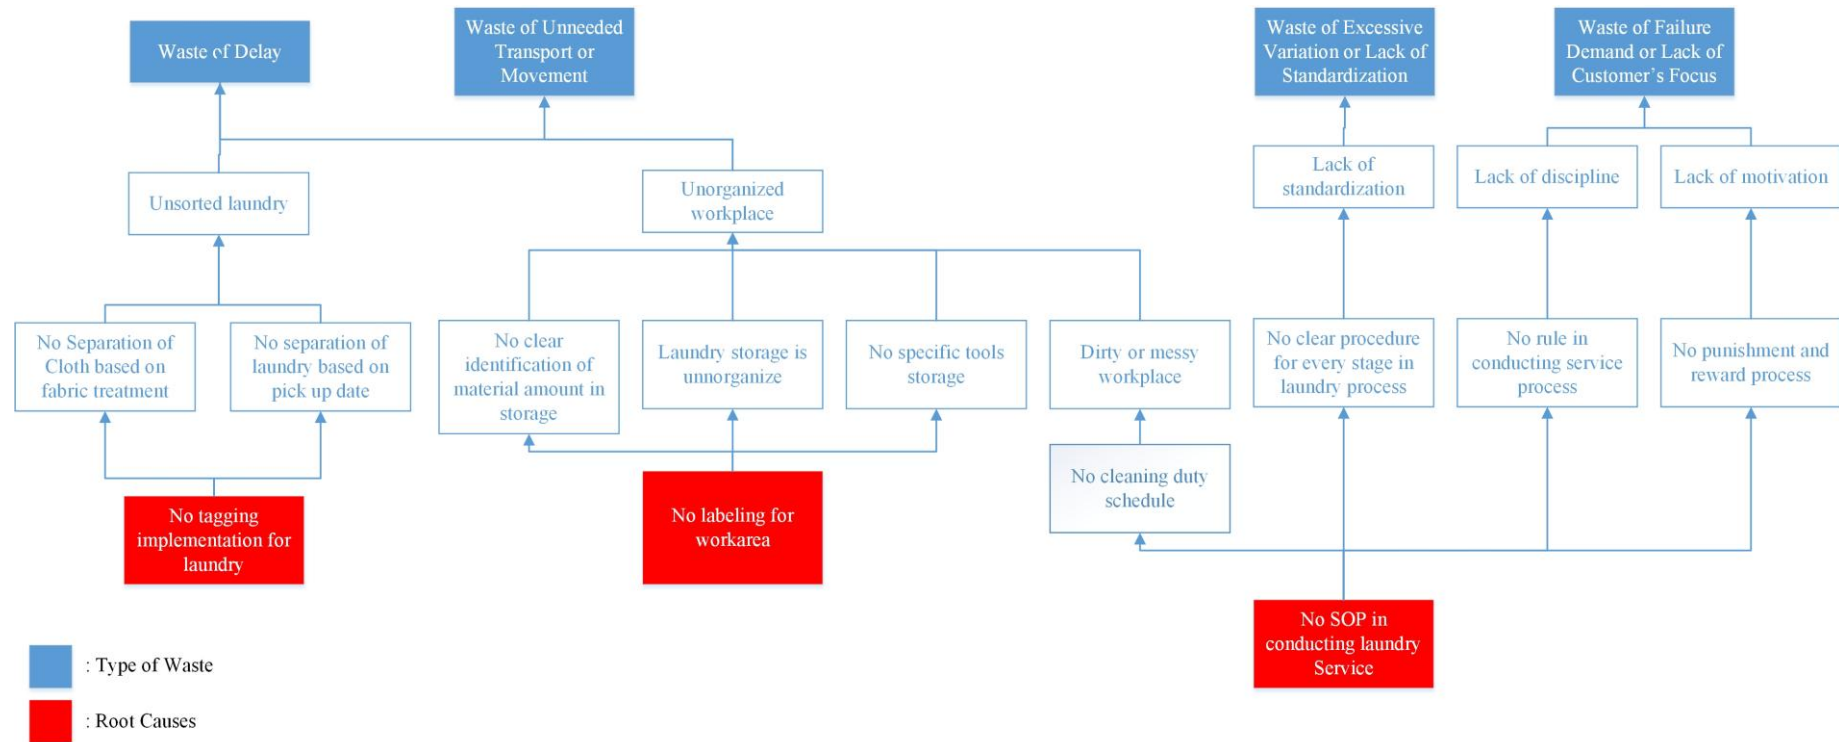 Waste of Delay
Waste of Unneeded
Transport or
Movement
Waste of Excessive
Variation or Lack of
Standardization
Waste of Failure
Demand or Lack of
Customer's Focus
Unsorted laundry
Unorganized
workplace
Lack of
standardization
Lack of discipline
Lack of motivation
No Separation of
Cloth based on
fabric treatment
No separation of
laundry based on
pick up date
No clear
identification of
material amount in
storage
Laundry storage is
unnorganize
No specific tools
storage
Dirty or messy
workplace
No clear procedure
for every stage in
laundry process
No rule in
conducting service
process
No punishment and
reward process
No cleaning duty
schedule
No tagging
implementation for
laundry
No labeling for
workarea
No SOP in
conducting laundry
Service
: Type of Waste
: Root Causes